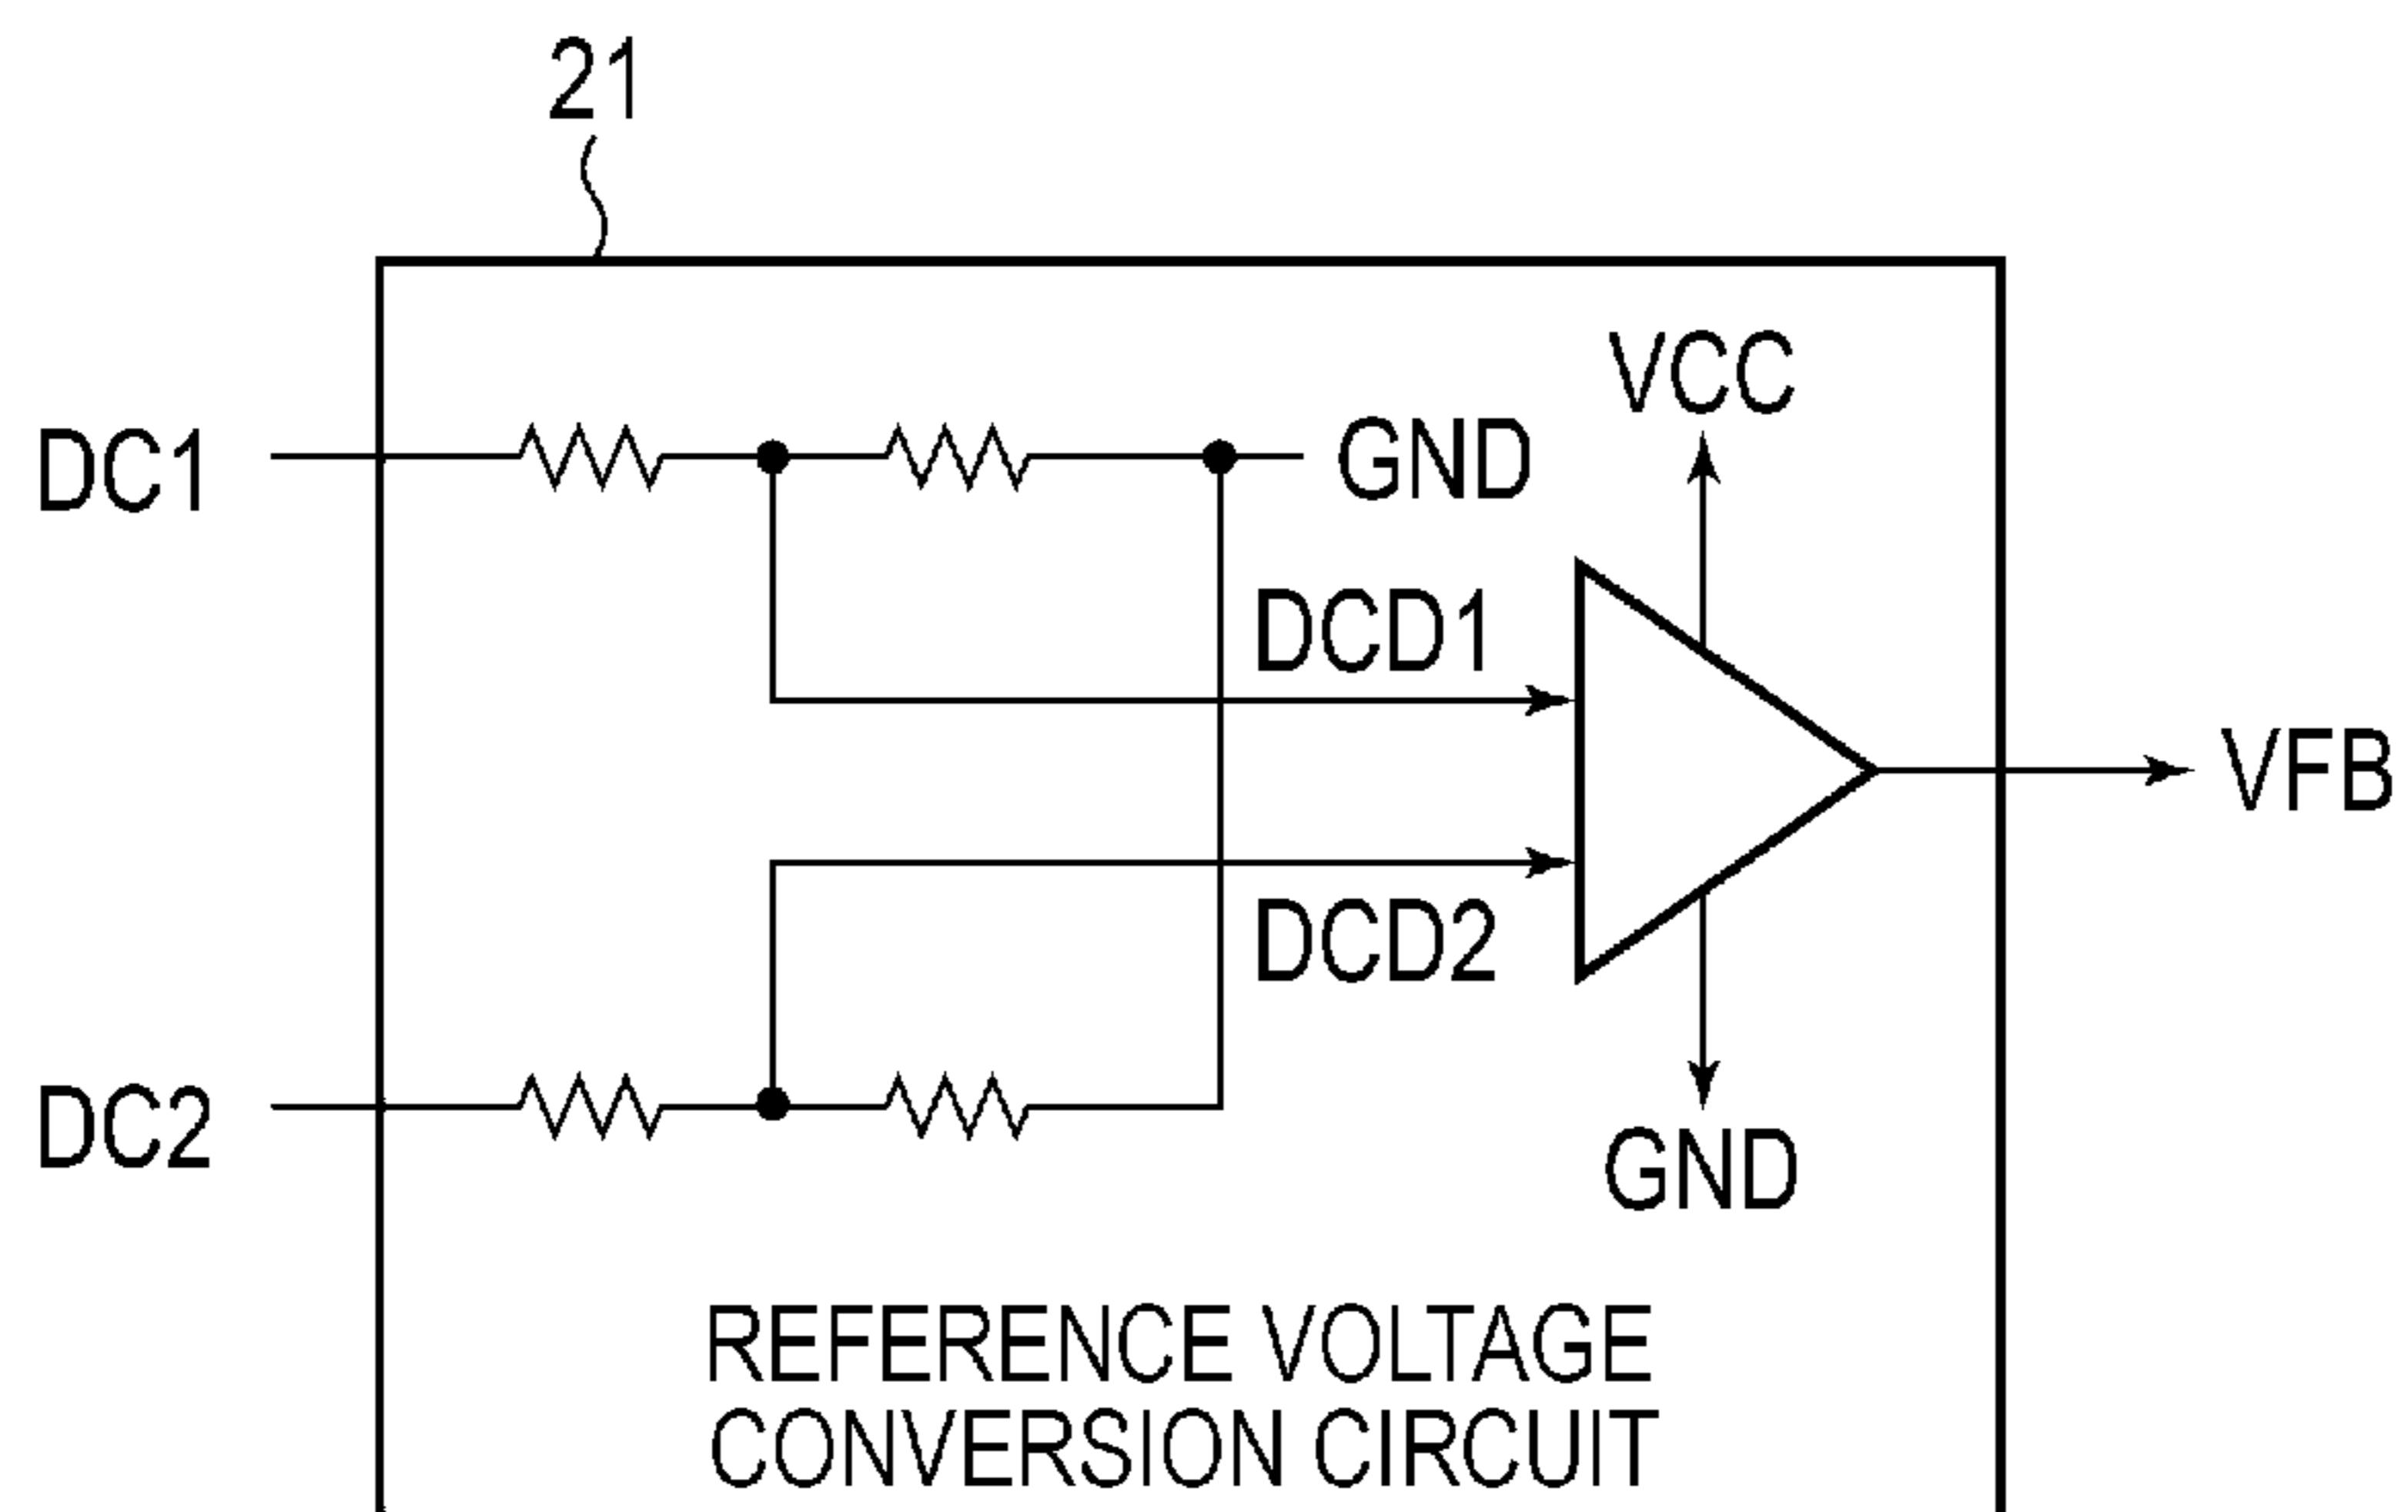 21
VCC
DC1
GND
DCD1
VFB
DCD2
DC2
GND
REFERENCE VOLTAGE
CONVERSION CIRCUIT